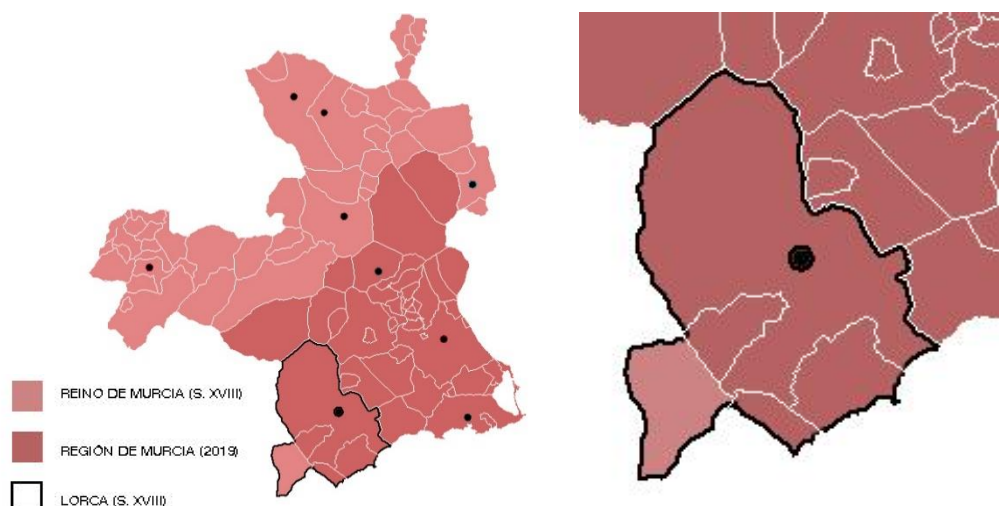 REINO DE MURCIA (S. XVIII)
REGIÓN DE MURCIA (2019)
LORCA (S. XVIII)